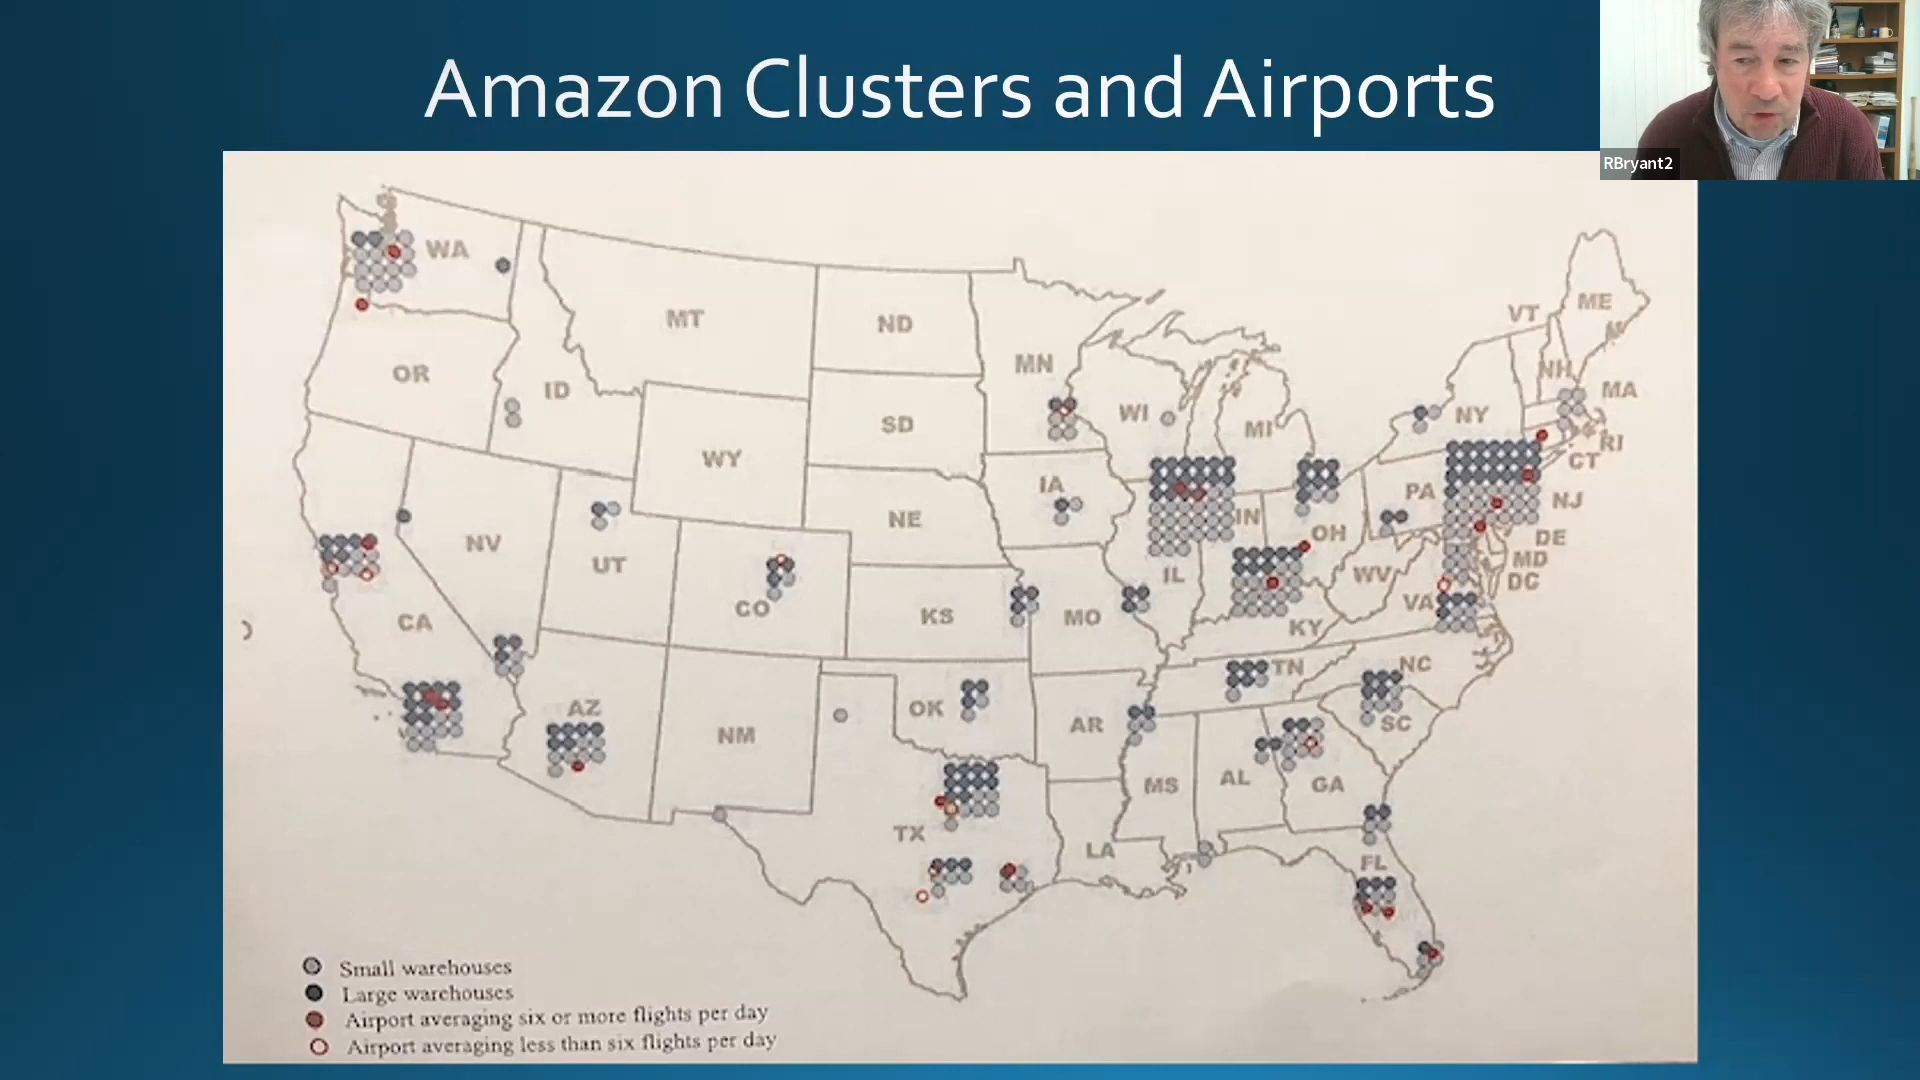 Amazon Clusters and Airports
RBryant2
WA
MT
ND
MN
VT
ME
OR
ID
SD
WI
MI
NH
MA
NY
RI
CT
WY
IA
NE
PA
NJ
NV
UT
IN
OH
DE
MD
DC
CO
IL
WV
VA
CA
KS
MO
KY
AZ
NM
OK
AR
TN
NC
SC
MS
AL
GA
TX
LA
FL
Small warehouses
Large warehouses
Airport averaging six or more flights per day
Airport averaging less than six flights per day